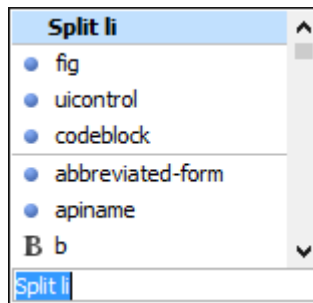 Split li
fig
uicontrol
codeblock
abbreviated-form
apiname
B b
Split li